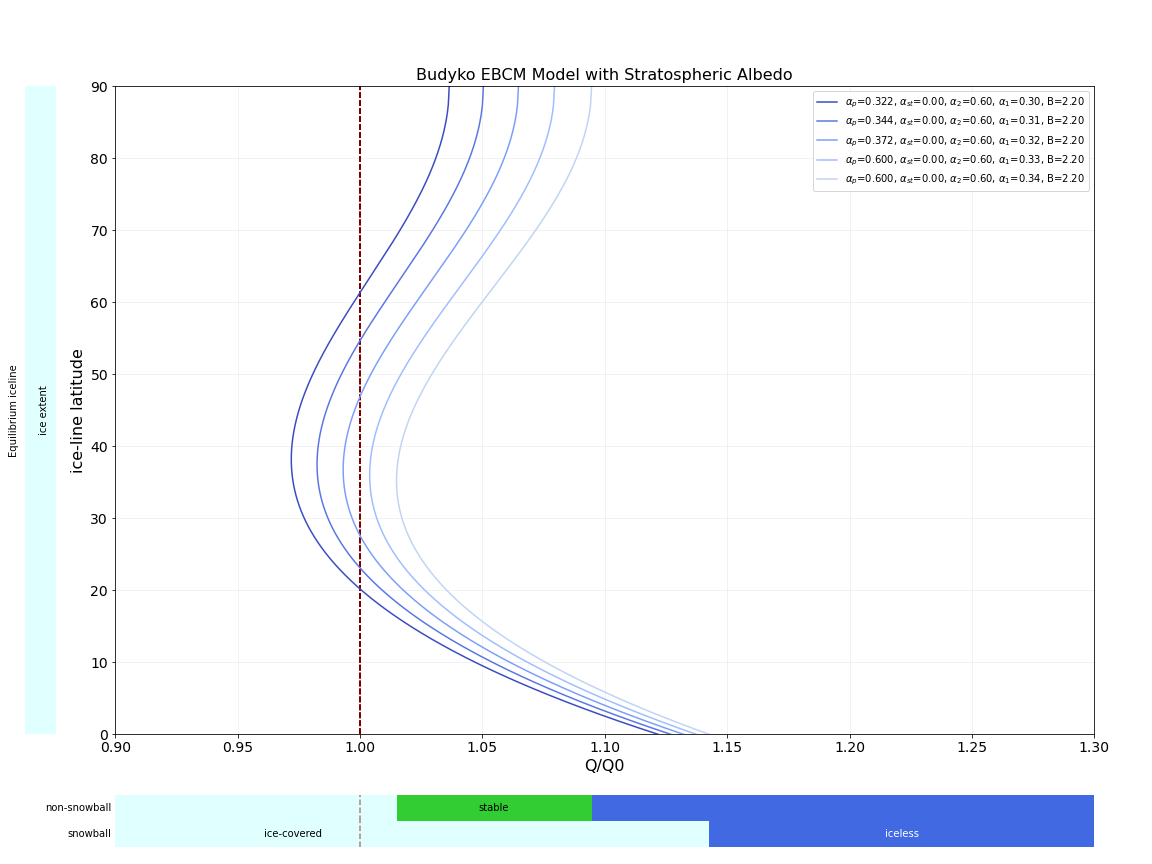 Budyko EBCM Model with Stratospheric Albedo
αp=0.322, αst=0.00, α2=0.60, α1=0.30, B=2.20
αp=0.344, αst=0.00, α2=0.60, α1=0.31, B=2.20
αp=0.372, αst=0.00, α2=0.60, α1=0.32, B=2.20
αp=0.600, αst=0.00, α2=0.60, α1=0.33, B=2.20
αp=0.600, αst=0.00, α2=0.60, α1=0.34, B=2.20
Equilibrium iceline
ice extent
ice-line latitude
90
80
70
60
50
40
30
20
10
0
0.90 0.95 1.00 1.05 1.10 1.15 1.20 1.25 1.30
Q/Q0
non-snowball stable
snowball ice-covered iceless